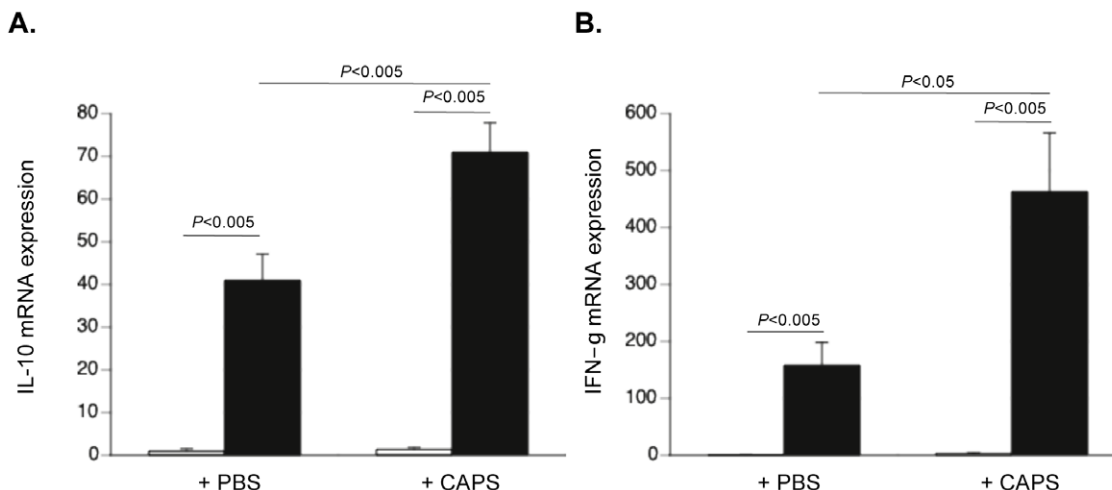 A.
P<0.005
P<0.005
P<0.005
80
70
60
50
40
30
20
10
0
IL-10 mRNA expression
+ PBS
+ CAPS
B.
P<0.05
P<0.005
P<0.005
600
500
400
300
200
100
0
IFN-g mRNA expression
+ PBS
+ CAPS